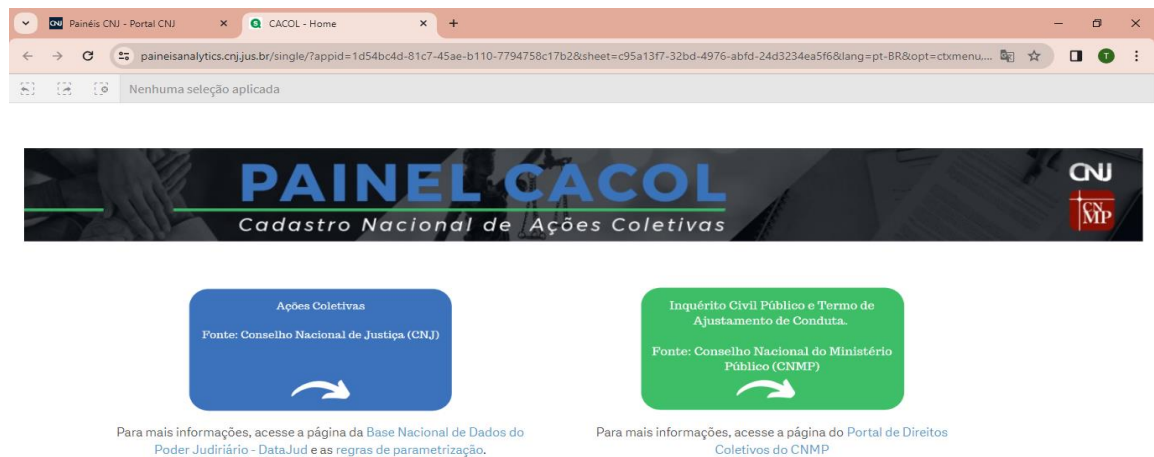 Painéis CNJ - Portal CNJ
CACOL - Home
paineisanalytics.cnj.jus.br/single/?appid=1d54bc4d-81c7-45ae-b110-7794758c17b2&sheet=c95a13f7-32bd-4976-abfd-24d3234ea5f6&lang=pt-BR&opt=ctxmenu,...
T
Nenhuma seleção aplicada
PAINEL CACOL
Cadastro Nacional de Ações Coletivas
CNJ
CNMP
Ações Coletivas
Fonte: Conselho Nacional de Justiça (CNJ)
Para mais informações, acesse a página da Base Nacional de Dados do
Poder Judiriário - DataJud e as regras de parametrização.
Inquérito Civil Público e Termo de
Ajustamento de Conduta.
Fonte: Conselho Nacional do Ministério
Público (CNMP)
Para mais informações, acesse a página do Portal de Direitos
Coletivos do CNMP